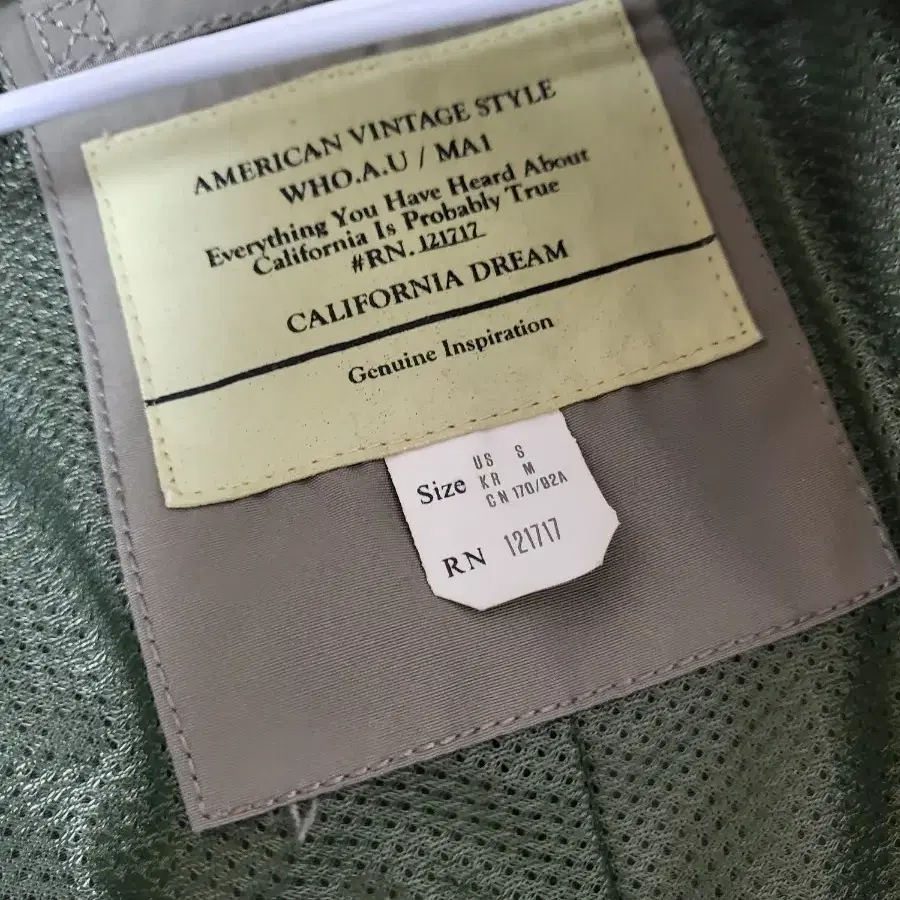 AMERICAN VINTAGE STYLE
WHO.A.U / MA1
Everything You Have Heard About
California Is Probably True
#RN. 121717
CALIFORNIA DREAM
Genuine Inspiration
US S
Size KR M
CN 170/92A
RN 121717